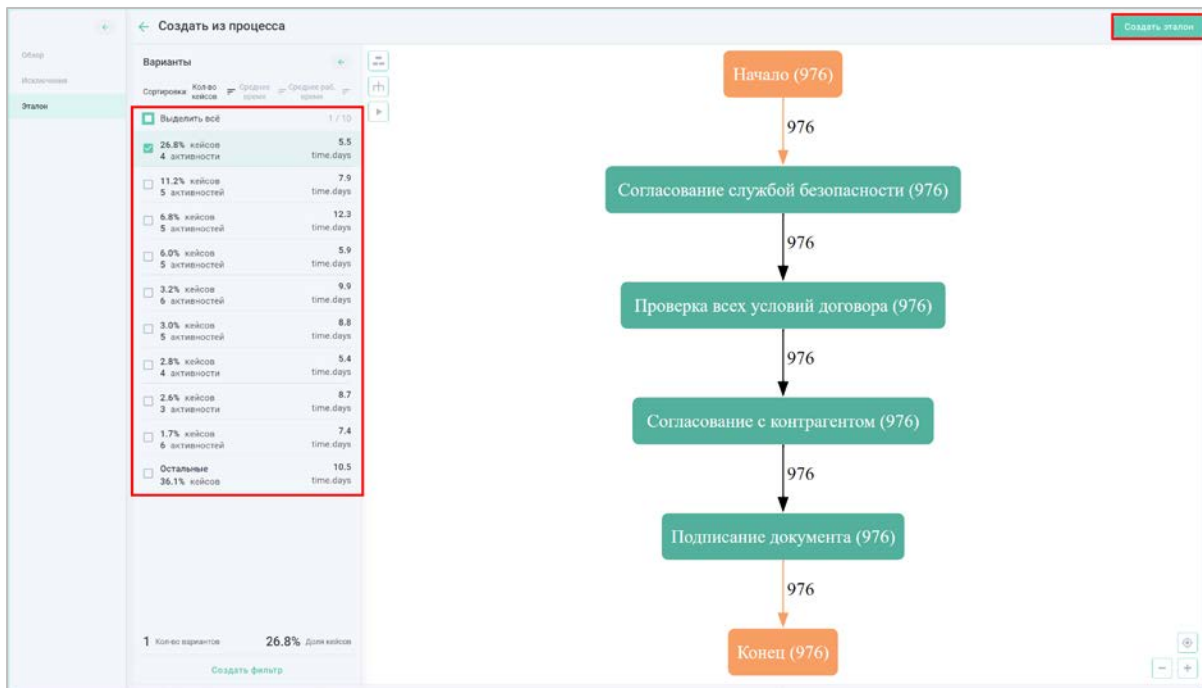 ← Создать из процесса
Создать эталон
Обзор
Исключения
Эталон
Варианты
Сортировка Кол-во кейсов Среднее время Среднее раб. время
Выделить всё 1 / 10
26.8% кейсов 5.5
4 активности time.days
11.2% кейсов 7.9
5 активностей time.days
6.8% кейсов 12.3
5 активностей time.days
6.0% кейсов 5.9
5 активностей time.days
3.2% кейсов 9.9
6 активностей time.days
3.0% кейсов 8.8
5 активностей time.days
2.8% кейсов 5.4
4 активности time.days
2.6% кейсов 8.7
3 активности time.days
1.7% кейсов 7.4
6 активностей time.days
Остальные 10.5
36.1% кейсов time.days
1 Кол-во вариантов 26.8% Доля кейсов
Создать фильтр
Начало (976)
976
Согласование службой безопасности (976)
976
Проверка всех условий договора (976)
976
Согласование с контрагентом (976)
976
Подписание документа (976)
976
Конец (976)